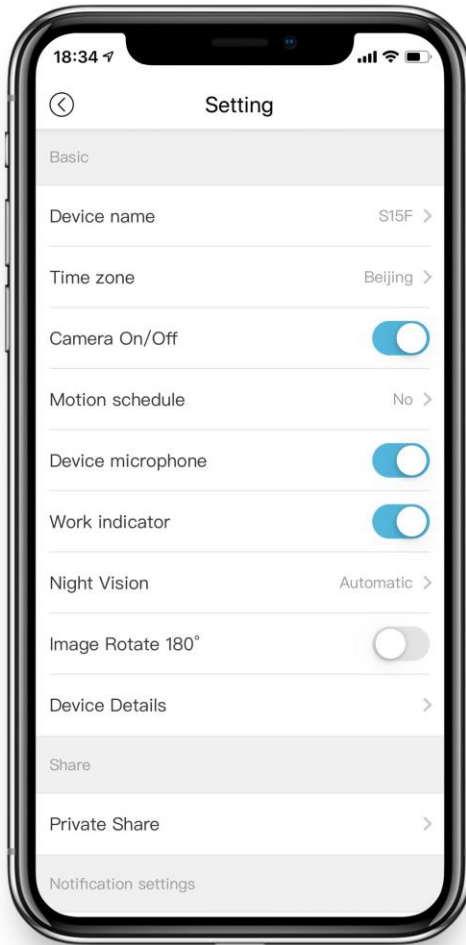 18:34
Setting
Basic
Device name S15F
Time zone Beijing
Camera On/Off
Motion schedule No
Device microphone
Work indicator
Night Vision Automatic
Image Rotate 180°
Device Details
Share
Private Share
Notification settings